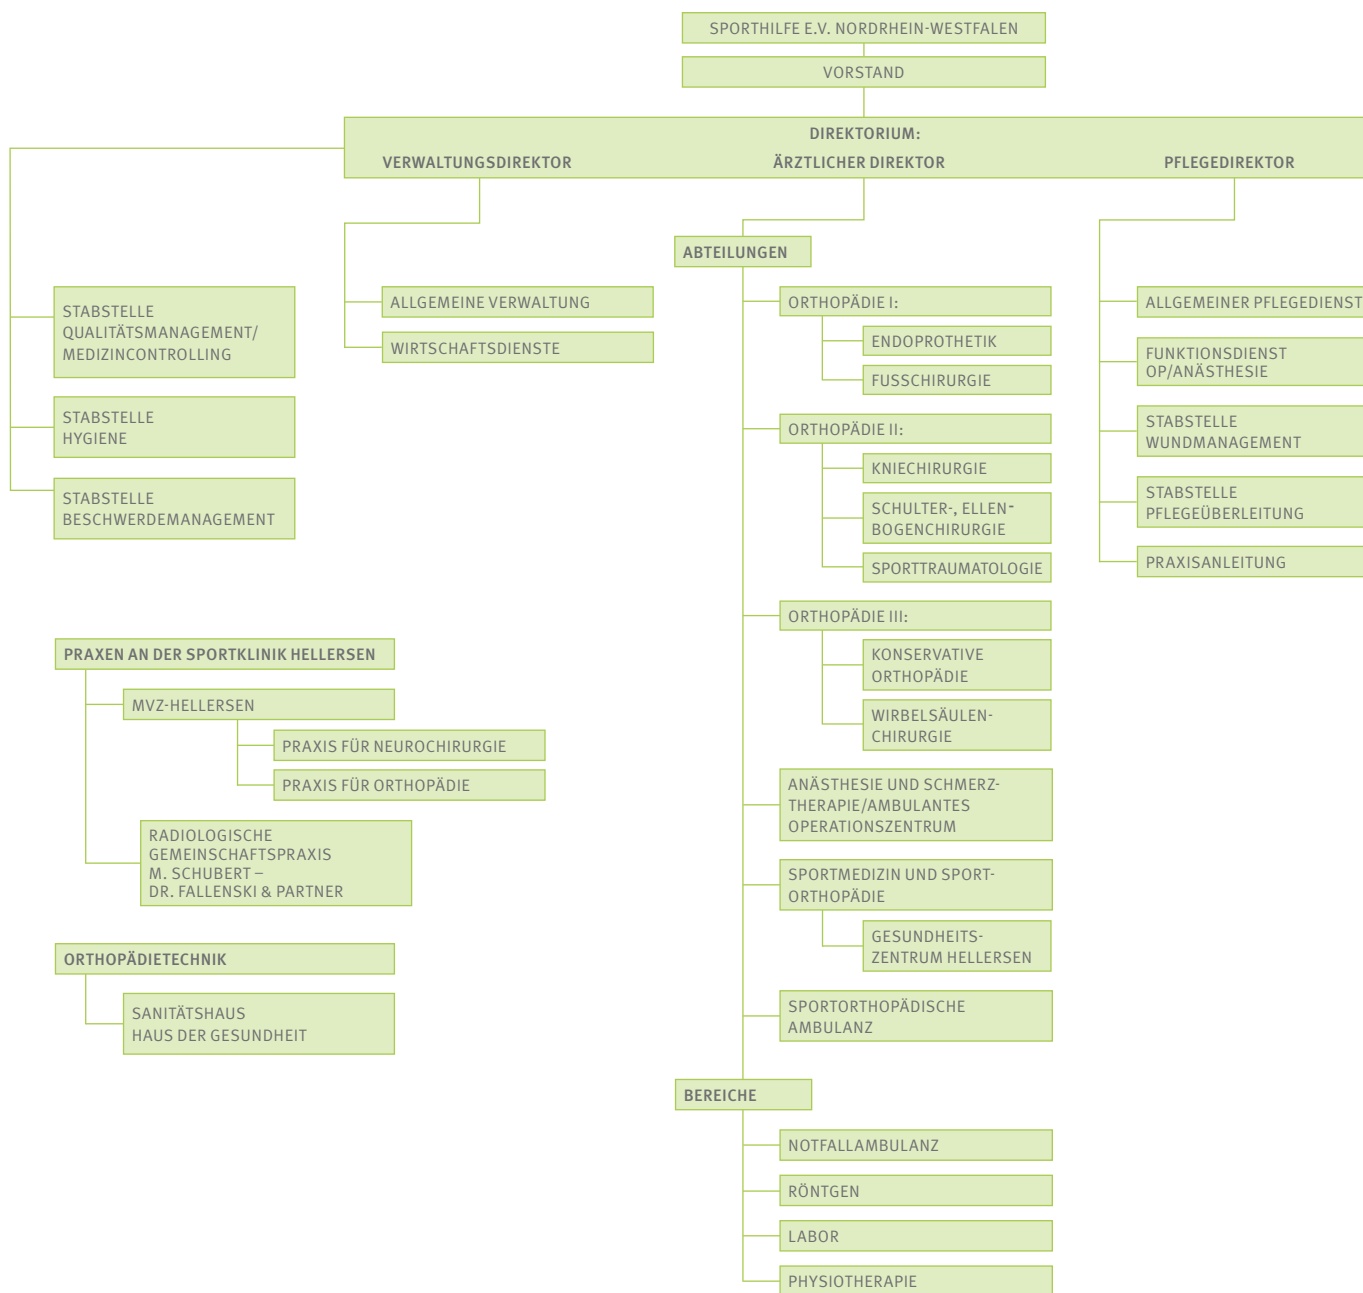 SPORTHILFE E.V. NORDRHEIN-WESTFALEN
VORSTAND
DIREKTORIUM:
VERWALTUNGSDIREKTOR
ÄRZTLICHER DIREKTOR
PFLEGEDIREKTOR
STABSTELLE
QUALITÄTSMANAGEMENT/
MEDIZINCONTROLLING
STABSTELLE
HYGIENE
STABSTELLE
BESCHWERDEMANAGEMENT
ALLGEMEINE VERWALTUNG
WIRTSCHAFTSDIENSTE
ABTEILUNGEN
ORTHOPÄDIE I:
ENDOPROTHETIK
FUSSCHIRURGIE
ORTHOPÄDIE II:
KNIECHIRURGIE
SCHULTER-, ELLEN-
BOGENCHIRURGIE
SPORTTRAUMATOLOGIE
ORTHOPÄDIE III:
KONSERVATIVE
ORTHOPÄDIE
WIRBELSÄULEN-
CHIRURGIE
ANÄSTHESIE UND SCHMERZ-
THERAPIE/AMBULANTES
OPERATIONSZENTRUM
SPORTMEDIZIN UND SPORT-
ORTHOPÄDIE
GESUNDHEITS-
ZENTRUM HELLERSEN
SPORTORTHOPÄDISCHE
AMBULANZ
BEREICHE
NOTFALLAMBULANZ
RÖNTGEN
LABOR
PHYSIOTHERAPIE
ALLGEMEINER PFLEGEDIENST
FUNKTIONSDIENST
OP/ANÄSTHESIE
STABSTELLE
WUNDMANAGEMENT
STABSTELLE
PFLEGEÜBERLEITUNG
PRAXISANLEITUNG
PRAXEN AN DER SPORTKLINIK HELLERSEN
MVZ-HELLERSEN
PRAXIS FÜR NEUROCHIRURGIE
PRAXIS FÜR ORTHOPÄDIE
RADIOLOGISCHE
GEMEINSCHAFTSPRAXIS
M. SCHUBERT –
DR. FALLENSKI & PARTNER
ORTHOPÄDIETECHNIK
SANITÄTSHAUS
HAUS DER GESUNDHEIT